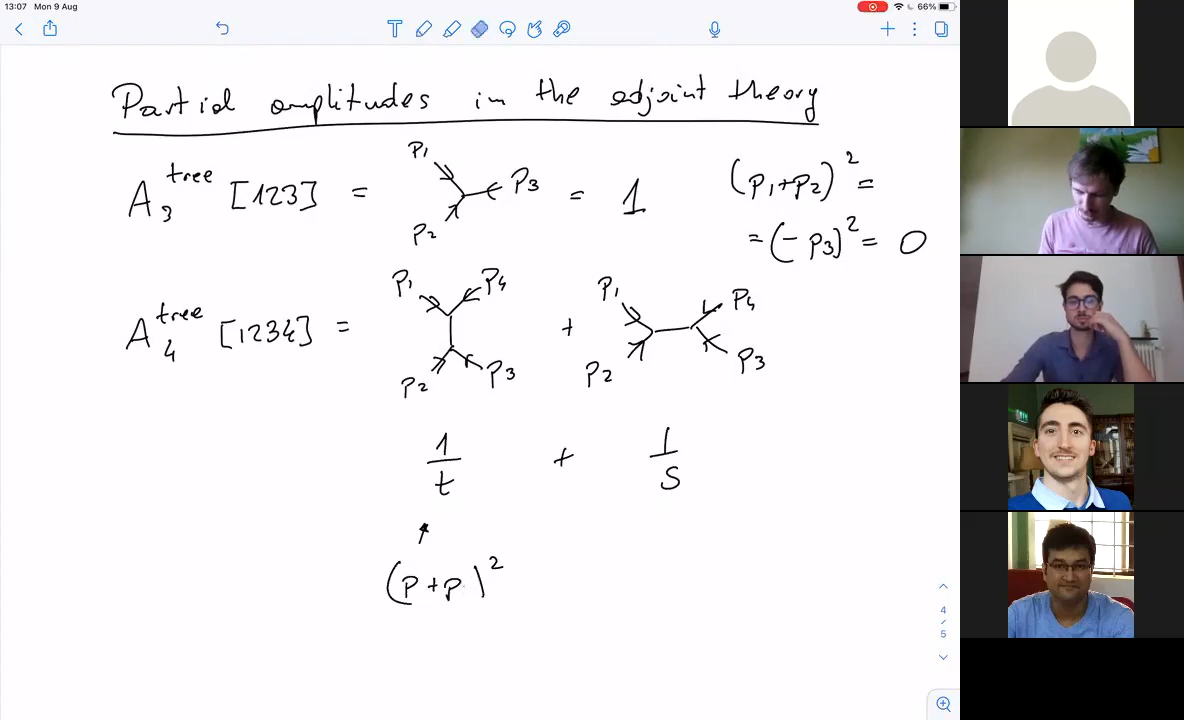 13:07 Mon 9 Aug 66%
Partial amplitudes in the adjoint theory
A₃^tree [123] = P1 P2 P3 = 1 (P1+P2)² =
= (- P3)² = 0
A₄^tree [1234] = P1 P4 P2 P3 + P1 P4 P2 P3
1/t + 1/s
(P+P)²
4
/
5